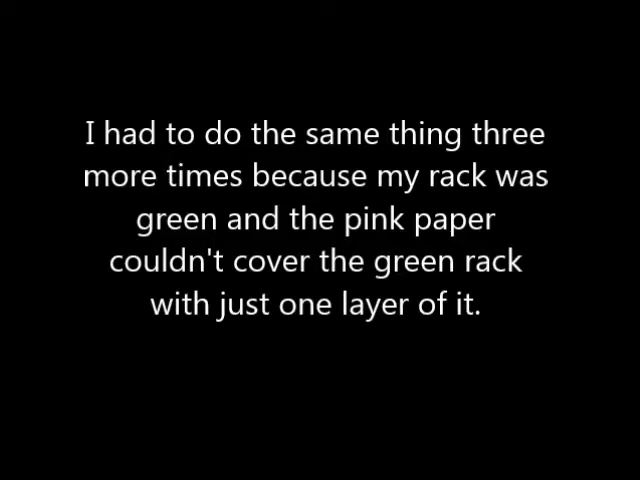 I had to do the same thing three
more times because my rack was
green and the pink paper
couldn't cover the green rack
with just one layer of it.